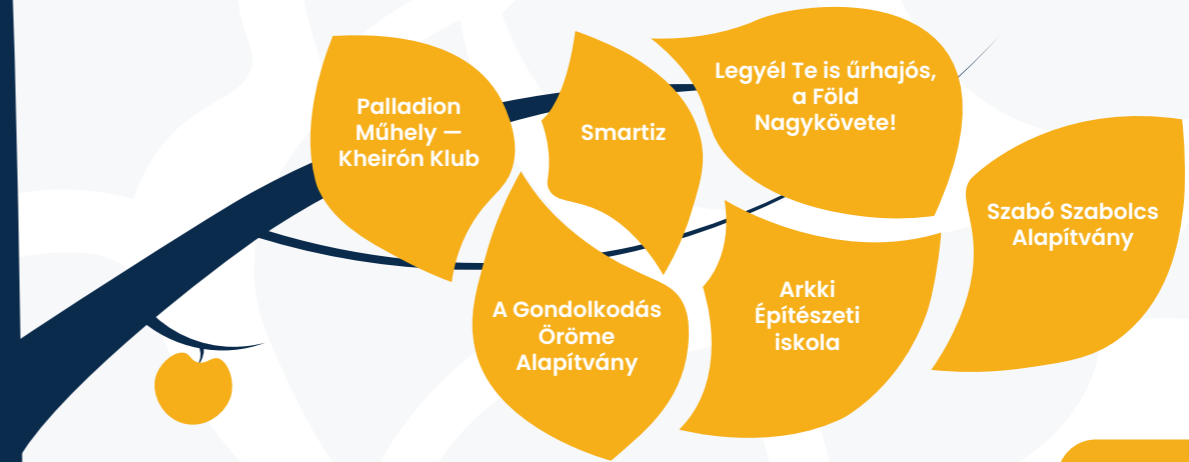 Palladion
Műhely —
Kheirón Klub
Smartiz
Legyél Te is űrhajós,
a Föld
Nagykövete!
Szabó Szabolcs
Alapítvány
A Gondolkodás
Öröme
Alapítvány
Arkki
Építészeti
iskola